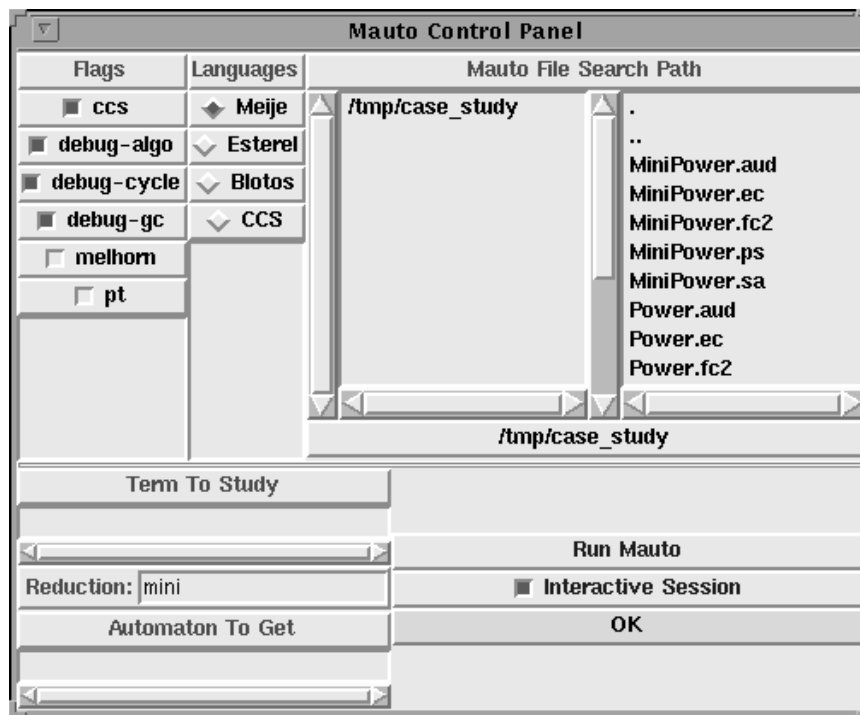 Mauto Control Panel
Flags
Languages
Mauto File Search Path
ccs
debug-algo
debug-cycle
debug-gc
melhorn
pt
Meije
Esterel
Blotos
CCS
/tmp/case_study
.
..
MiniPower.aud
MiniPower.ec
MiniPower.fc2
MiniPower.ps
MiniPower.sa
Power.aud
Power.ec
Power.fc2
/tmp/case_study
Term To Study
Reduction: mini
Automaton To Get
Run Mauto
Interactive Session
OK